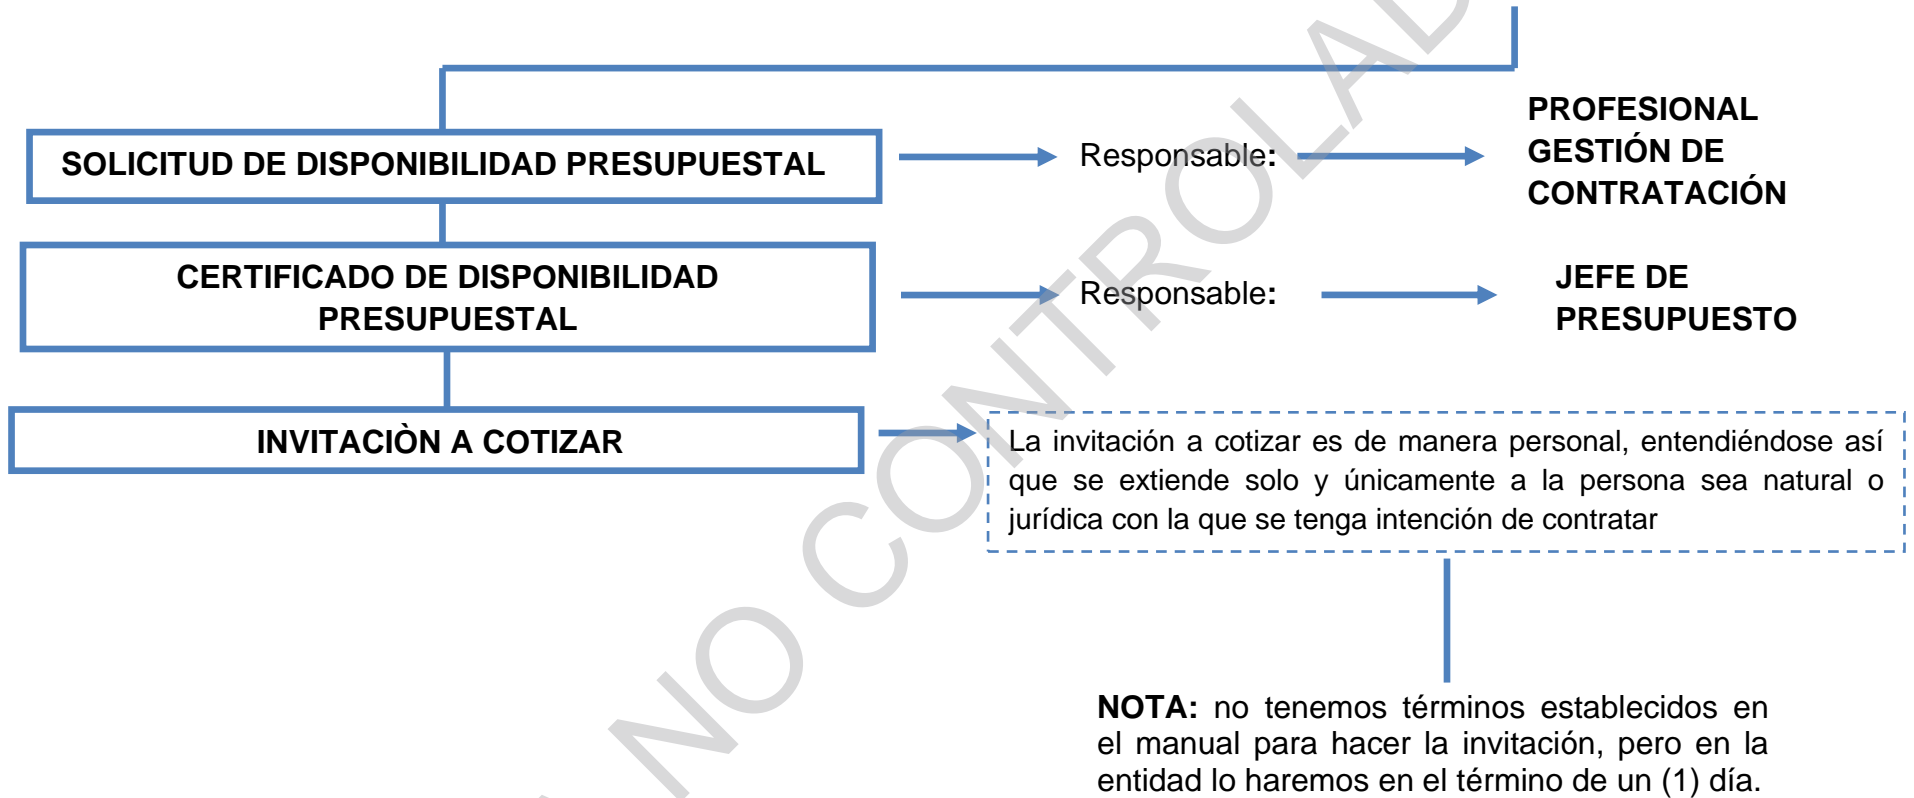 PROFESIONAL
GESTIÓN DE
CONTRATACIÓN
SOLICITUD DE DISPONIBILIDAD PRESUPUESTAL
Responsable:
CERTIFICADO DE DISPONIBILIDAD
PRESUPUESTAL
Responsable:
JEFE DE
PRESUPUESTO
INVITACIÒN A COTIZAR
La invitación a cotizar es de manera personal, entendiéndose así
que se extiende solo y únicamente a la persona sea natural o
jurídica con la que se tenga intención de contratar
NOTA: no tenemos términos establecidos en
el manual para hacer la invitación, pero en la
entidad lo haremos en el término de un (1) día.
NO CONTROLAD